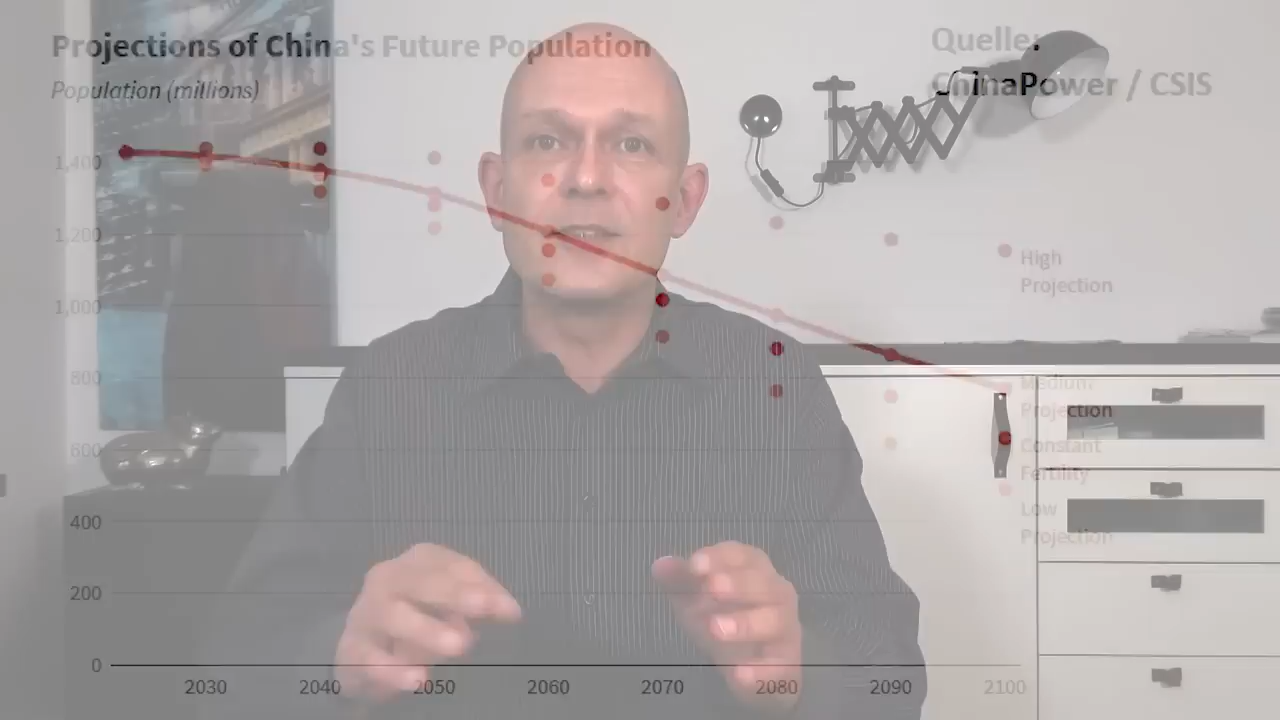 Projections of China's Future Population
Population (millions)
Quelle:
ChinaPower / CSIS
1,400
1,200
1,000
800
600
400
200
0
2030
2040
2050
2060
2070
2080
2090
2100
High
Projection
Medium
Projection
Constant
Fertility
Low
Projection